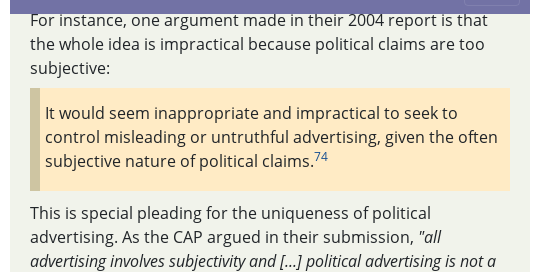 For instance, one argument made in their 2004 report is that
the whole idea is impractical because political claims are too
subjective:
It would seem inappropriate and impractical to seek to
control misleading or untruthful advertising, given the often
subjective nature of political claims.74
This is special pleading for the uniqueness of political
advertising. As the CAP argued in their submission, "all
advertising involves subjectivity and [...] political advertising is not a